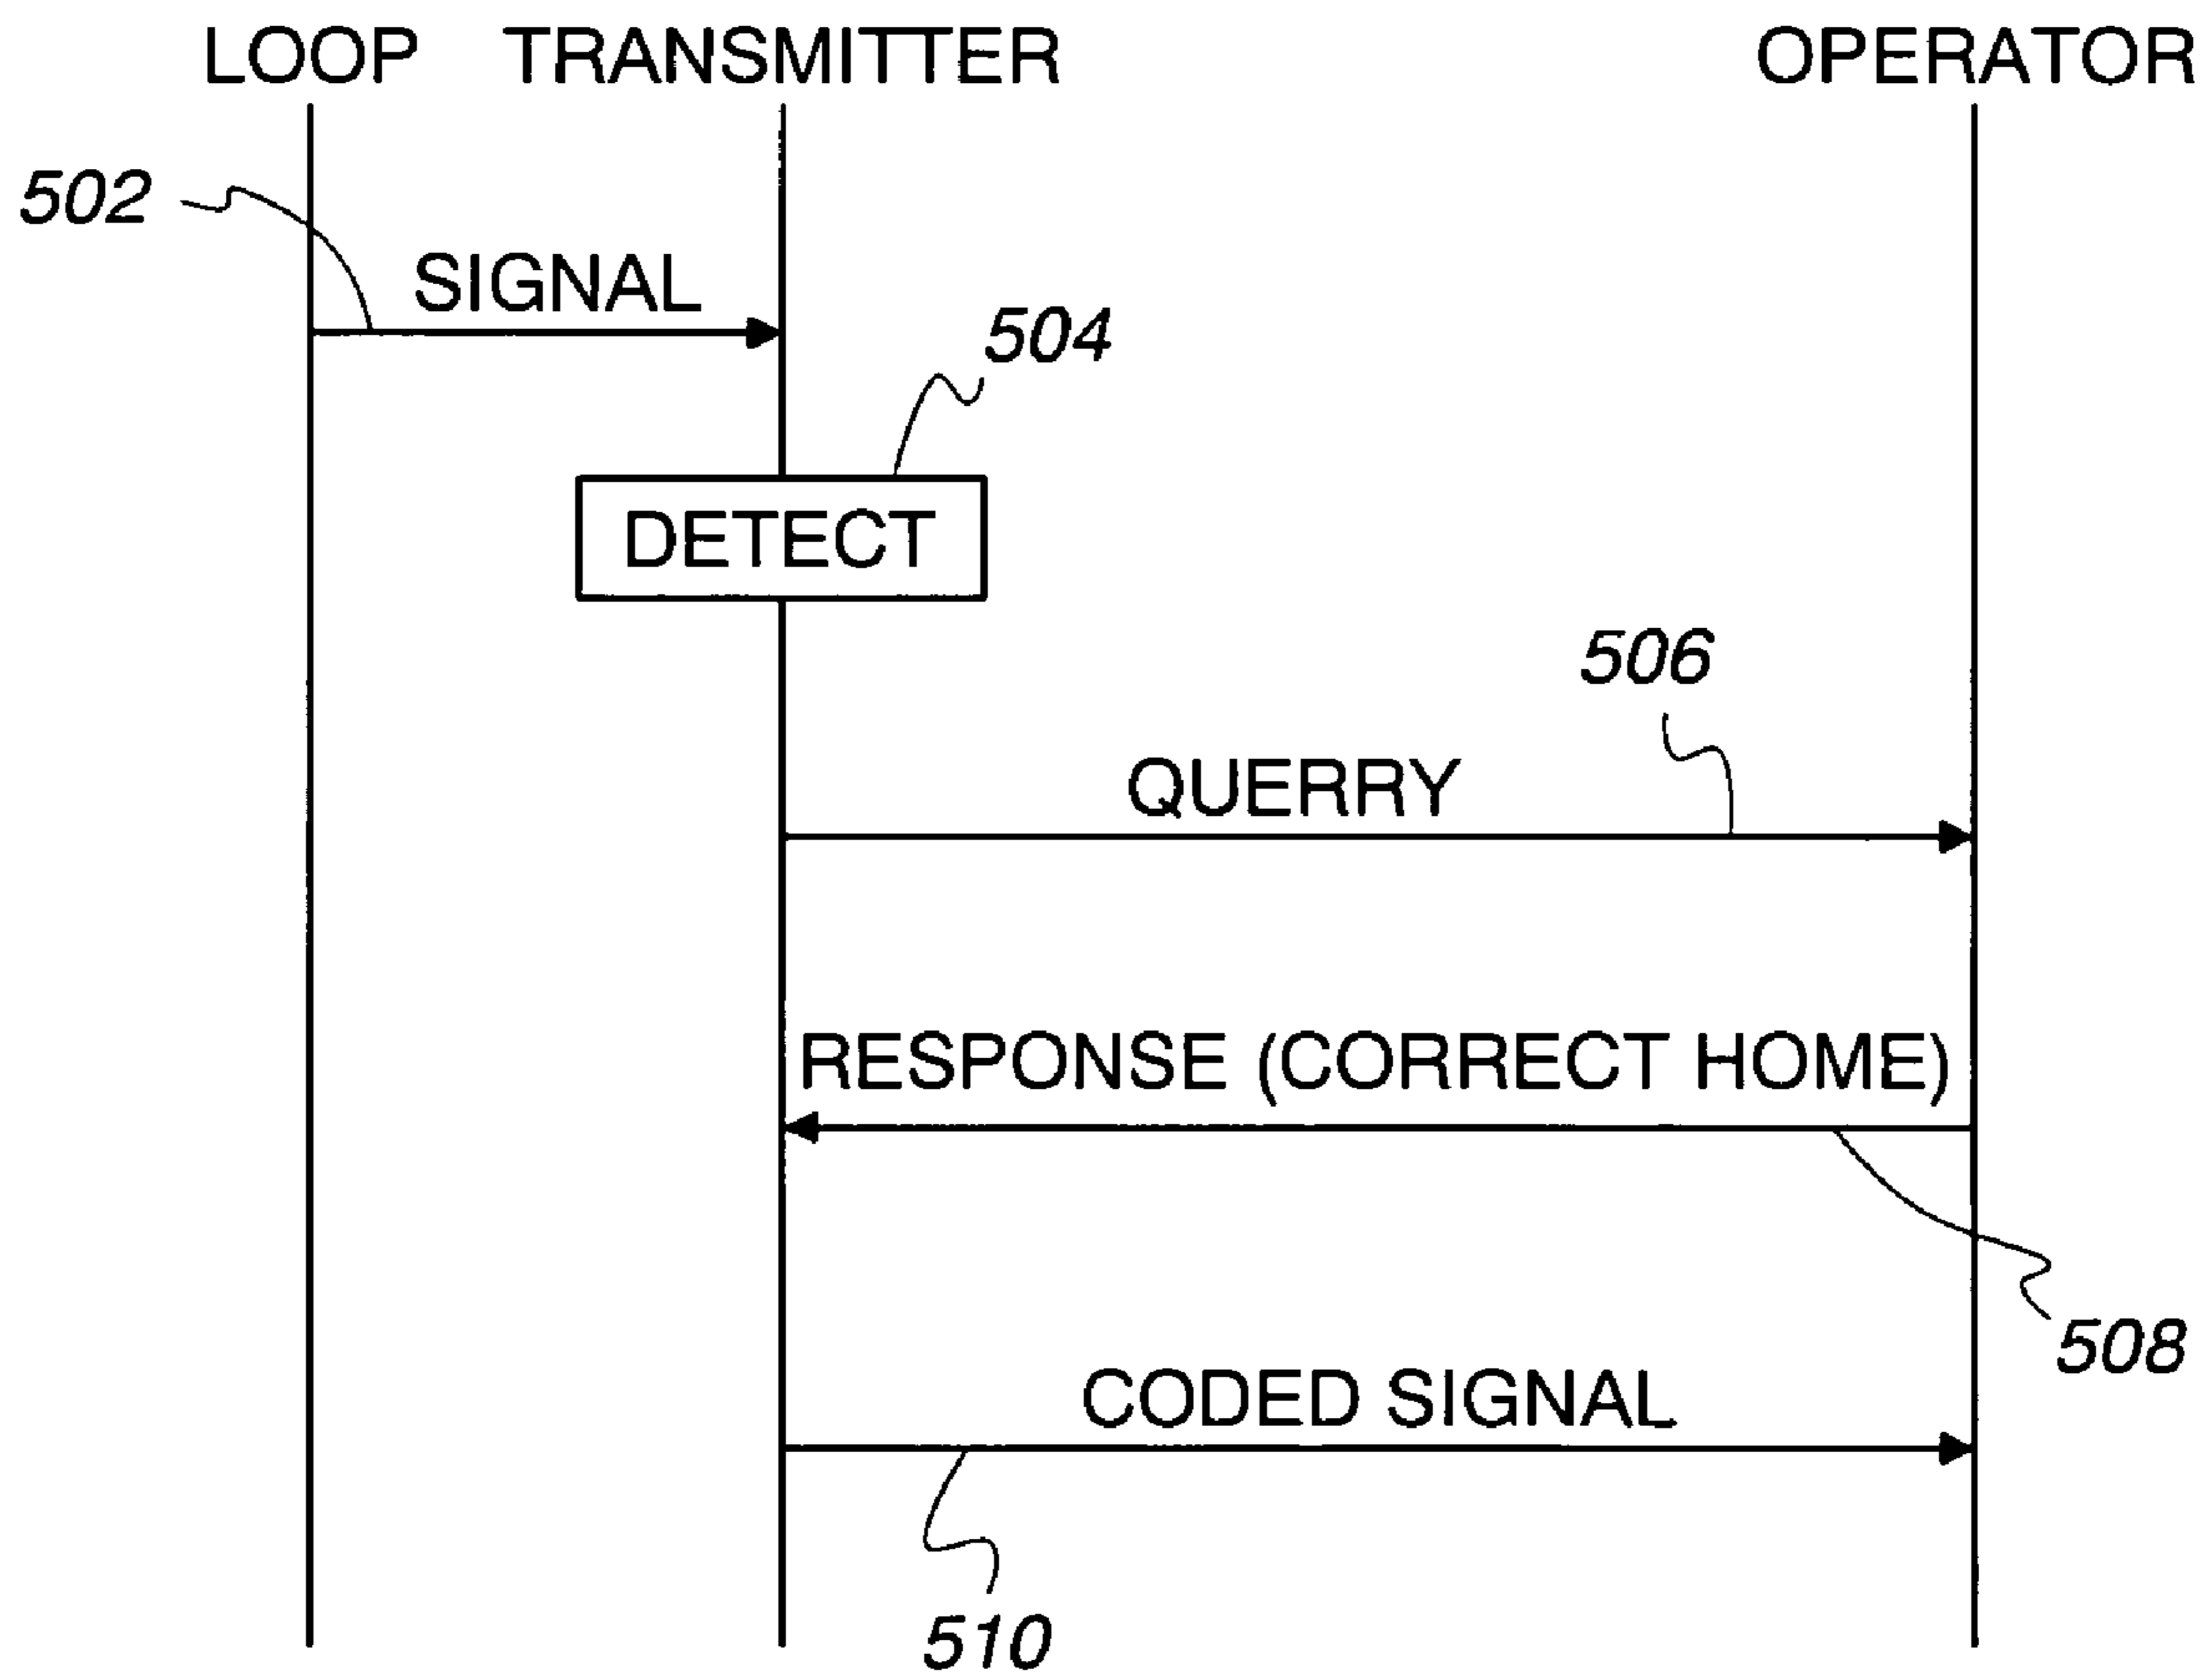 LOOP TRANSMITTER OPERATOR
502
SIGNAL
504
DETECT
506
QUERRY
RESPONSE (CORRECT HOME)
508
CODED SIGNAL
510